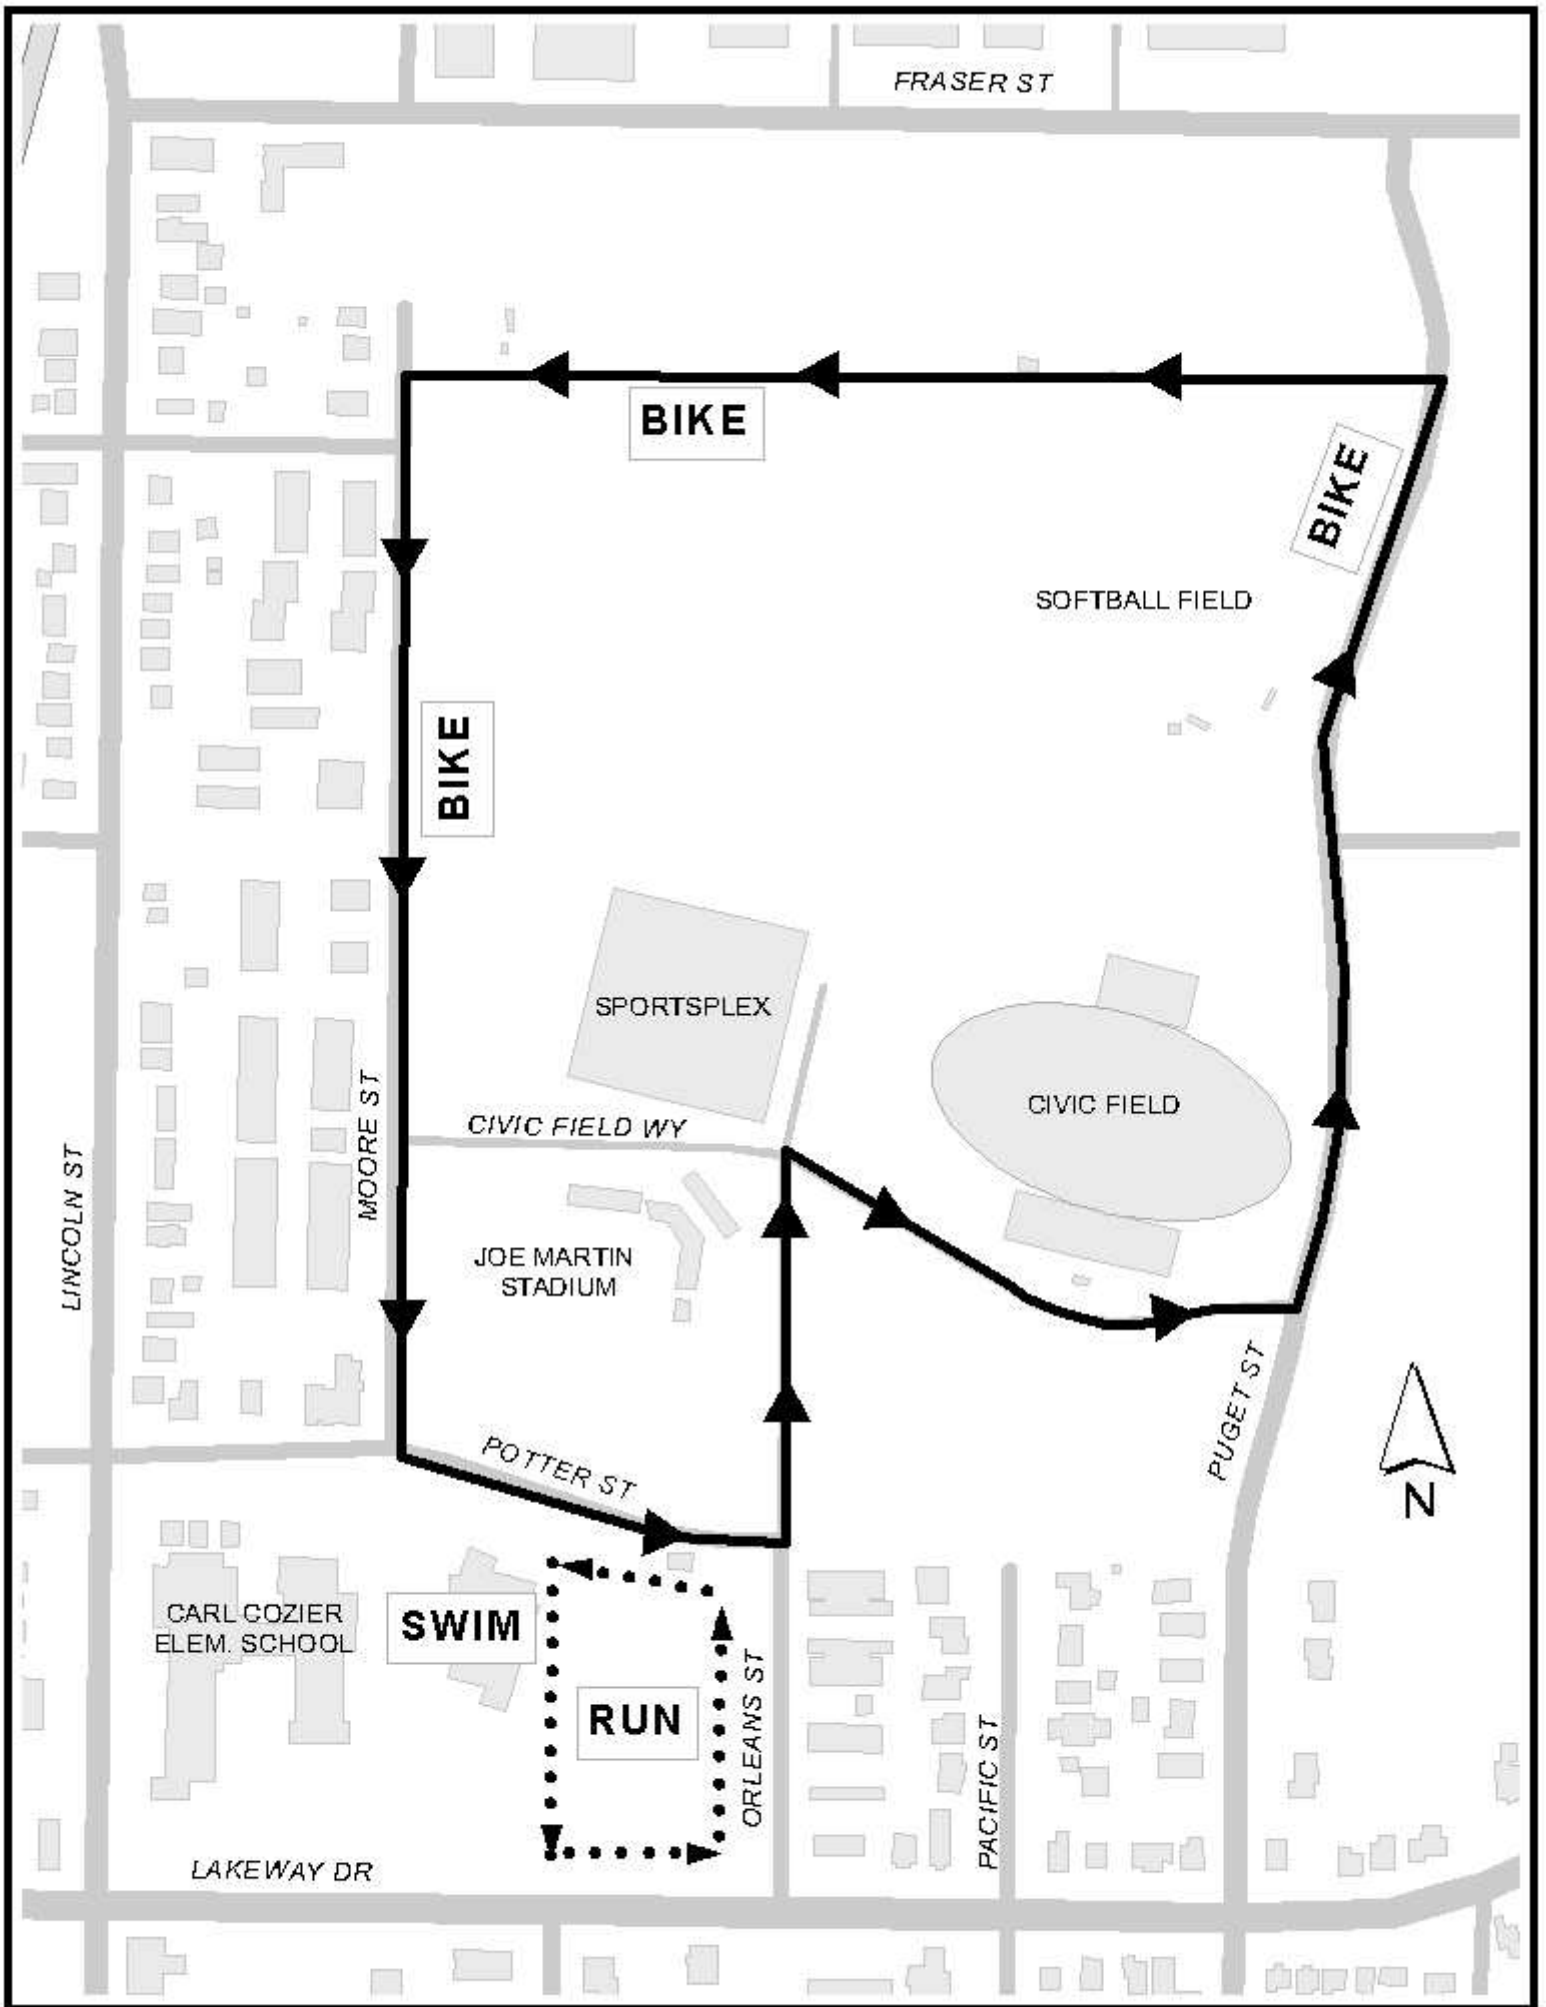 FRASER ST
BIKE
BIKE
SOFTBALL FIELD
BIKE
SPORTSPLEX
CIVIC FIELD
CIVIC FIELD WY
MOORE ST
LINCOLN ST
JOE MARTIN
STADIUM
PUGET ST
POTTER ST
N
CARL COZIER
ELEM. SCHOOL
SWIM
RUN
ORLEANS ST
PACIFIC ST
LAKEWAY DR